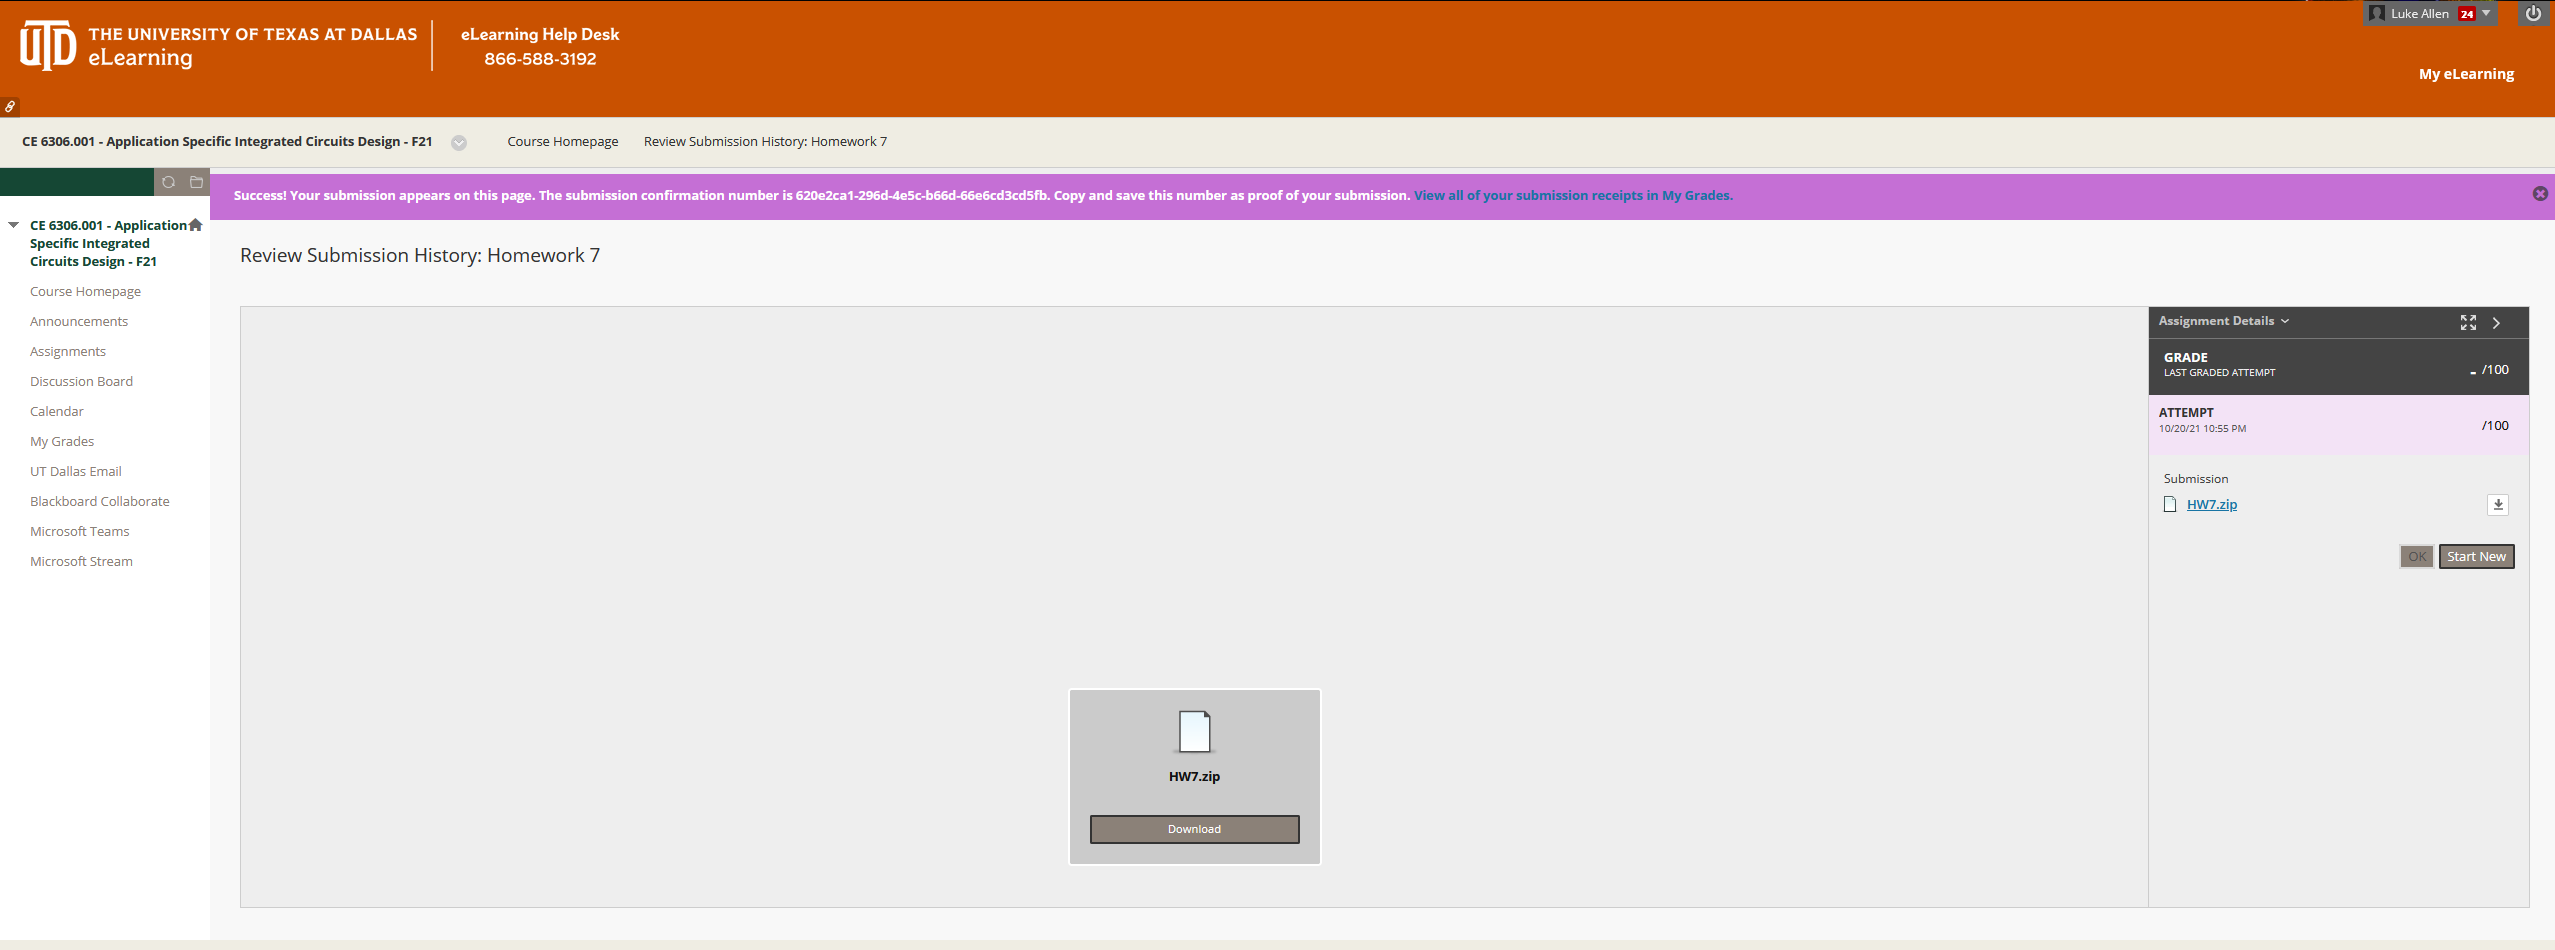 UTD
THE UNIVERSITY OF TEXAS AT DALLAS
eLearning
eLearning Help Desk
866-588-3192
Luke Allen 24
My eLearning
CE 6306.001 - Application Specific Integrated Circuits Design - F21
Course Homepage
Review Submission History: Homework 7
Success! Your submission appears on this page. The submission confirmation number is 620e2ca1-296d-4e5c-b66d-66e6cd3cd5fb. Copy and save this number as proof of your submission. View all of your submission receipts in My Grades.
CE 6306.001 - Application
Specific Integrated
Circuits Design - F21
Course Homepage
Announcements
Assignments
Discussion Board
Calendar
My Grades
UT Dallas Email
Blackboard Collaborate
Microsoft Teams
Microsoft Stream
Review Submission History: Homework 7
HW7.zip
Download
Assignment Details
GRADE
LAST GRADED ATTEMPT
- /100
ATTEMPT
10/20/21 10:55 PM
/100
Submission
HW7.zip
OK
Start New